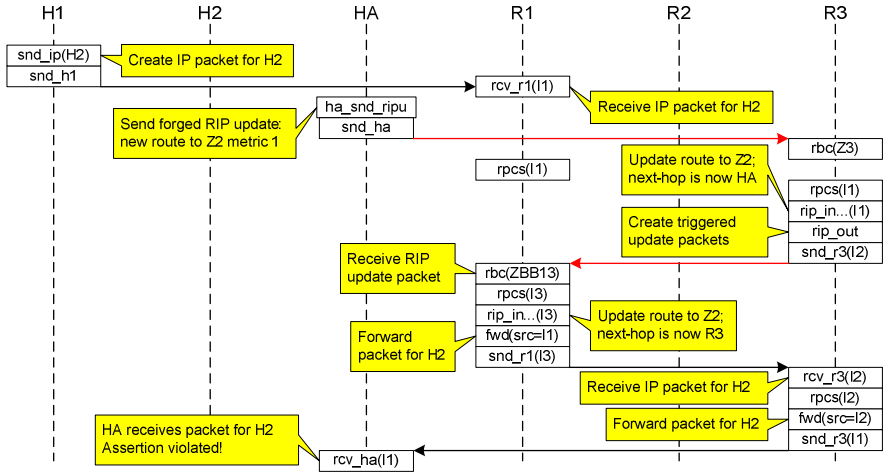 H1 H2 HA R1 R2 R3
snd_ip(H2)
snd_h1
Create IP packet for H2
rcv_r1(I1)
Receive IP packet for H2
ha_snd_ripu
snd_ha
Send forged RIP update:
new route to Z2 metric 1
rbc(Z3)
rpcs(I1)
Update route to Z2;
next-hop is now HA
rpcs(I1)
rip_in...(I1)
rip_out
snd_r3(I2)
Create triggered
update packets
Receive RIP
update packet
rbc(ZBB13)
rpcs(I3)
rip_in...(I3)
fwd(src=I1)
snd_r1(I3)
Update route to Z2;
next-hop is now R3
Forward
packet for H2
Receive IP packet for H2
rcv_r3(I2)
rpcs(I2)
fwd(src=I2)
snd_r3(I1)
Forward packet for H2
HA receives packet for H2
Assertion violated!
rcv_ha(I1)